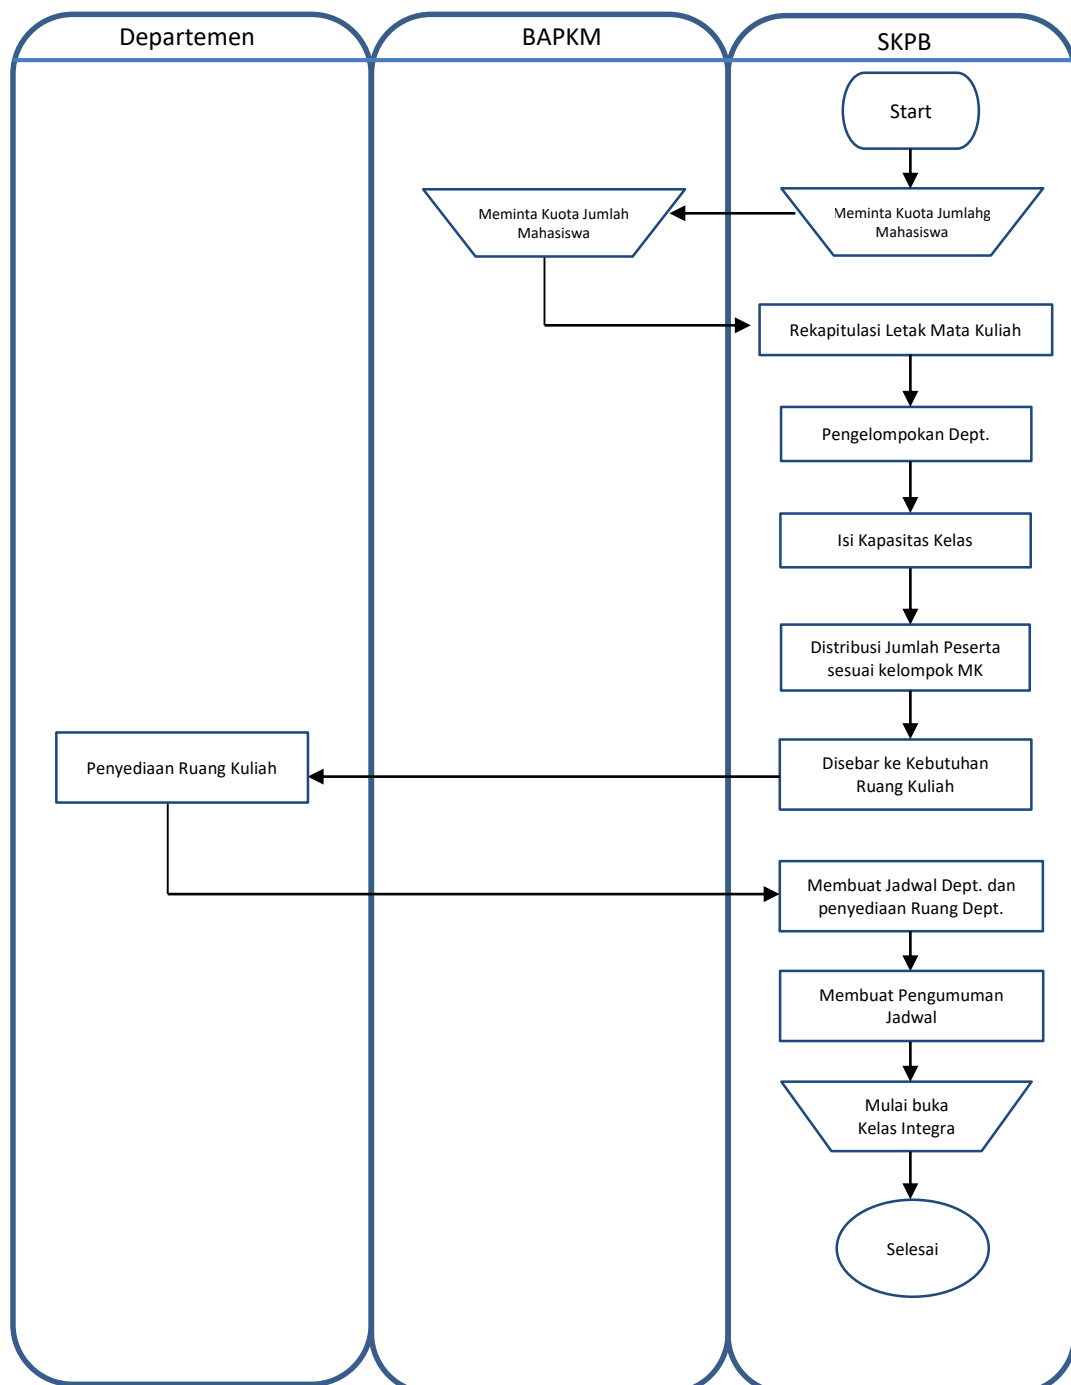 Departemen
BAPKM
SKPB
Start
Meminta Kuota Jumlah
Mahasiswa
Meminta Kuota Jumlahg
Mahasiswa
Rekapitulasi Letak Mata Kuliah
Pengelompokan Dept.
Isi Kapasitas Kelas
Distribusi Jumlah Peserta
sesuai kelompok MK
Penyediaan Ruang Kuliah
Disebar ke Kebutuhan
Ruang Kuliah
Membuat Jadwal Dept. dan
penyediaan Ruang Dept.
Membuat Pengumuman
Jadwal
Mulai buka
Kelas Integra
Selesai